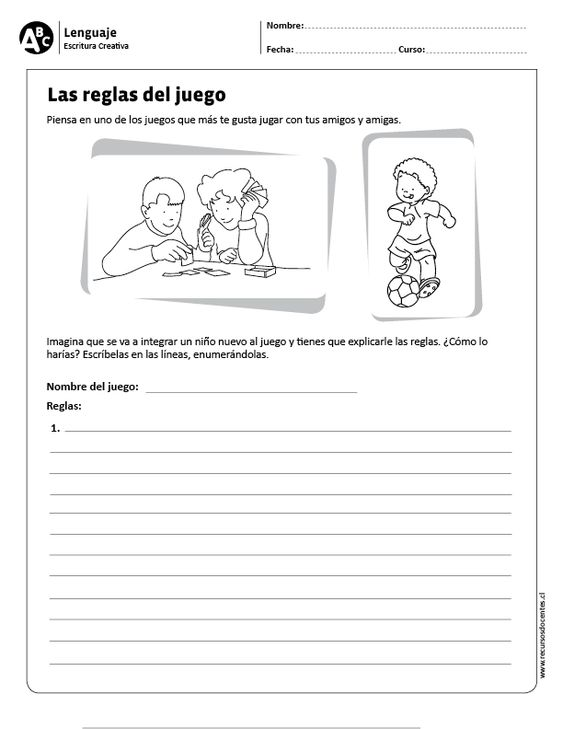 ABC
Lenguaje
Escritura Creativa
Nombre:
Fecha: Curso:
Las reglas del juego
Piensa en uno de los juegos que más te gusta jugar con tus amigos y amigas.
Imagina que se va a integrar un niño nuevo al juego y tienes que explicarle las reglas. ¿Cómo lo
harías? Escríbelas en las líneas, enumerándolas.
Nombre del juego:
Reglas:
1.
www.recursosdocentes.cl